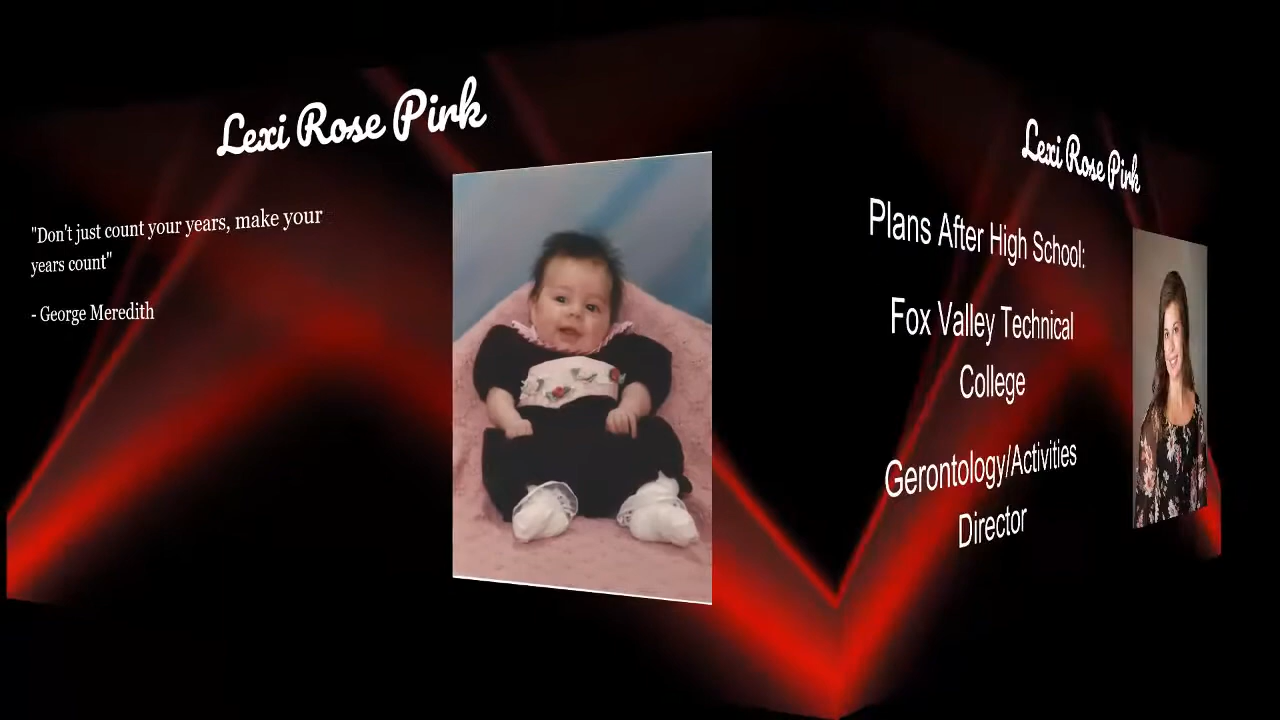 Lexi Rose Pirk
"Don't just count your years, make your
years count"
- George Meredith
Lexi Rose Pirk
Plans After High School:
Fox Valley Technical
College
Gerontology/Activities
Director